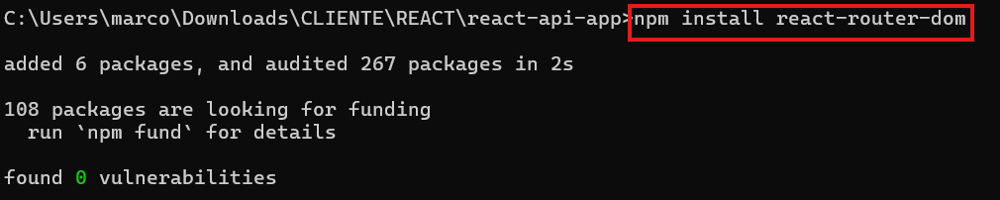 C:\Users\marco\Downloads\CLIENTE\REACT\react-api-app>npm install react-router-dom
added 6 packages, and audited 267 packages in 2s
108 packages are looking for funding
  run `npm fund` for details
found 0 vulnerabilities